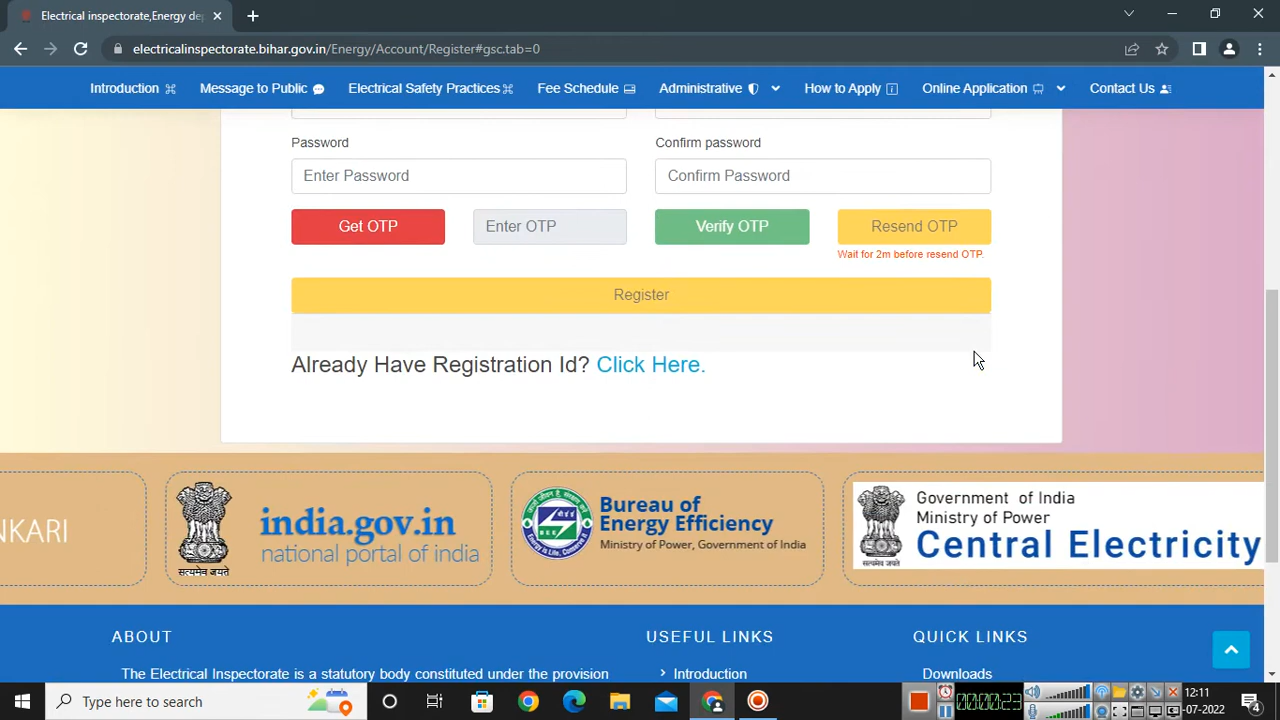 Electrical inspectorate,Energy de
electricalinspectorate.bihar.gov.in/Energy/Account/Register#gsc.tab=0
Introduction Message to Public Electrical Safety Practices Fee Schedule Administrative How to Apply Online Application Contact Us
Password Confirm password
Enter Password Confirm Password
Get OTP Enter OTP Verify OTP Resend OTP
Wait for 2m before resend OTP.
Register
Already Have Registration Id? Click Here.
NKARI
सत्यमेव जयते
india.gov.in
national portal of india
Bureau of
Energy Efficiency
Ministry of Power, Government of India
सत्यमेव जयते
Government of India
Ministry of Power
Central Electricity
ABOUT USEFUL LINKS QUICK LINKS
The Electrical Inspectorate is a statutory body constituted under the provision Introduction Downloads
Type here to search
12:11
-07-2022
4